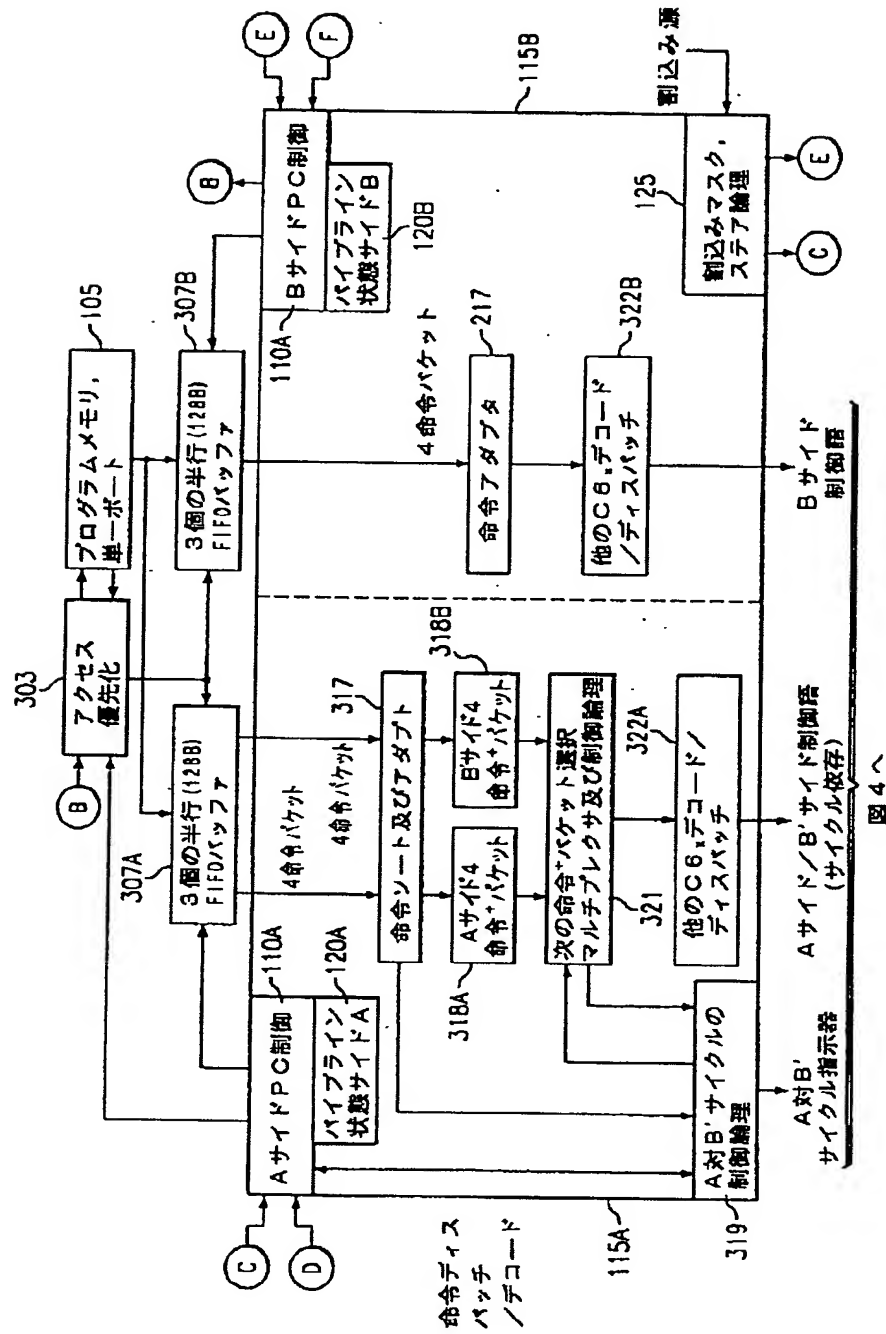 303
アクセス
優先化
105
プログラムメモリ,
単一ポート
B
307A
3個の半行(128B)
FIFOバッファ
307B
3個の半行(128B)
FIFOバッファ
B
E
F
C
D
110A
AサイドPC制御
パイプライン
状態サイドA
120A
4命令パケット
4命令パケット
110A
BサイドPC制御
パイプライン
状態サイドB
120B
115B
4命令パケット
命令ディス
パッチ
/デコード
命令ソート及びアダプト
317
命令アダプタ
217
318A
Aサイド4
命令+パケット
318B
B'サイド4
命令+パケット
次の命令+パケット選択
マルチプレクサ及び制御論理
321
他のC6xデコード/
ディスパッチ
322A
他のC6xデコード
/ディスパッチ
322B
115A
319
A対B'サイクルの
制御論理
125
割込みマスク,
ステア論理
割込み源
C
E
A対B'
サイクル指示器
Aサイド/B'サイド制御語
(サイクル依存)
Bサイド
制御語
図4へ